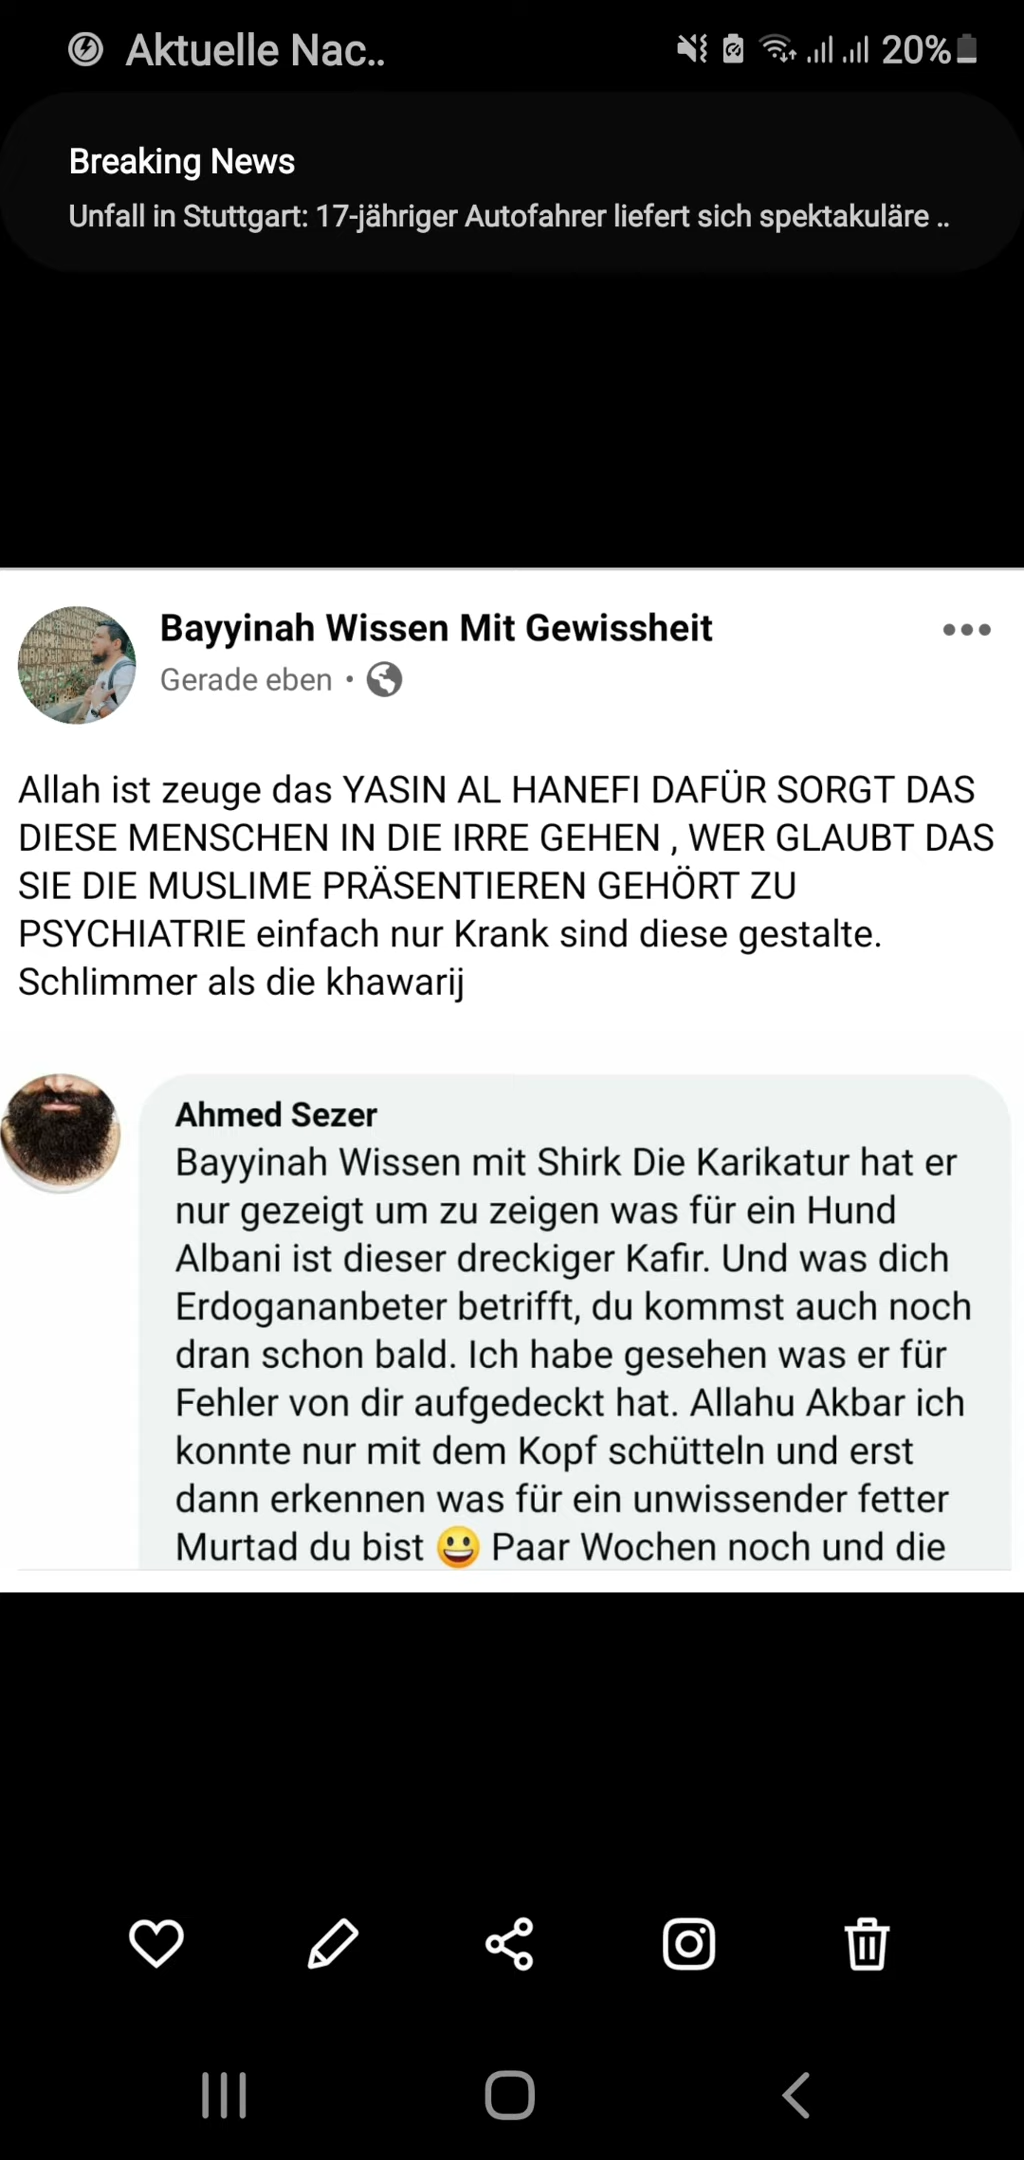 Aktuelle Nac..
20%
Breaking News
Unfall in Stuttgart: 17-jähriger Autofahrer liefert sich spektakuläre ..
Bayyinah Wissen Mit Gewissheit
Gerade eben •
Allah ist zeuge das YASIN AL HANEFI DAFÜR SORGT DAS
DIESE MENSCHEN IN DIE IRRE GEHEN , WER GLAUBT DAS
SIE DIE MUSLIME PRÄSENTIEREN GEHÖRT ZU
PSYCHIATRIE einfach nur Krank sind diese gestalte.
Schlimmer als die khawarij
Ahmed Sezer
Bayyinah Wissen mit Shirk Die Karikatur hat er
nur gezeigt um zu zeigen was für ein Hund
Albani ist dieser dreckiger Kafir. Und was dich
Erdogananbeter betrifft, du kommst auch noch
dran schon bald. Ich habe gesehen was er für
Fehler von dir aufgedeckt hat. Allahu Akbar ich
konnte nur mit dem Kopf schütteln und erst
dann erkennen was für ein unwissender fetter
Murtad du bist 😃 Paar Wochen noch und die